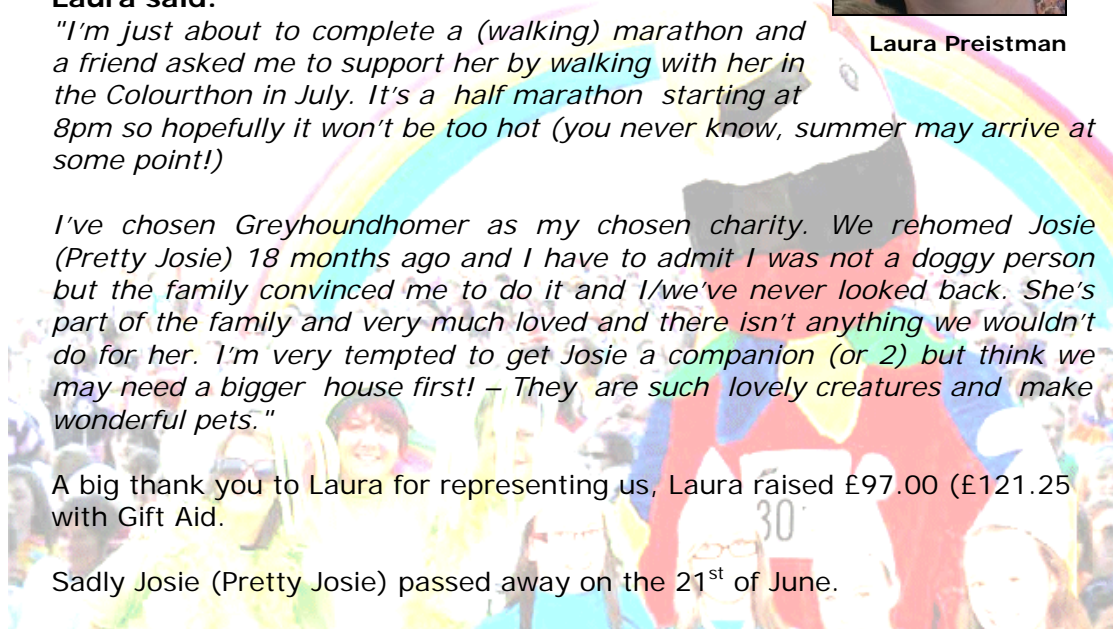 Laura said:
"I'm just about to complete a (walking) marathon and
a friend asked me to support her by walking with her in
the Colourthon in July. It's a half marathon starting at
8pm so hopefully it won't be too hot (you never know, summer may arrive at
some point!)
Laura Preistman
I've chosen Greyhoundhomer as my chosen charity. We rehomed Josie
(Pretty Josie) 18 months ago and I have to admit I was not a doggy person
but the family convinced me to do it and I/we've never looked back. She's
part of the family and very much loved and there isn't anything we wouldn't
do for her. I'm very tempted to get Josie a companion (or 2) but think we
may need a bigger house first! – They are such lovely creatures and make
wonderful pets."
A big thank you to Laura for representing us, Laura raised £97.00 (£121.25
with Gift Aid.
Sadly Josie (Pretty Josie) passed away on the 21st of June.